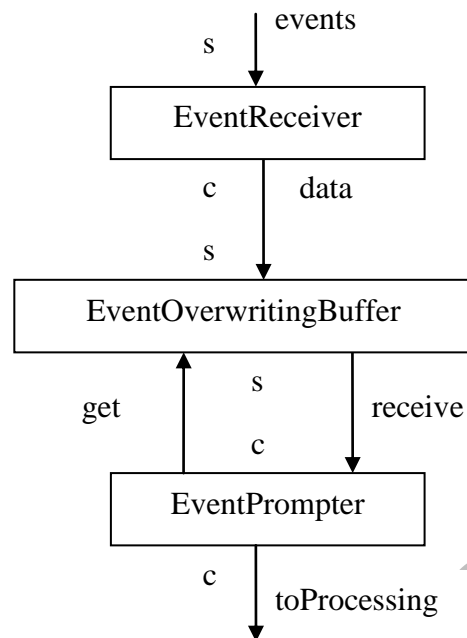 events
s
EventReceiver
c data
s
EventOverwritingBuffer
s
get receive
c
EventPrompter
c
toProcessing